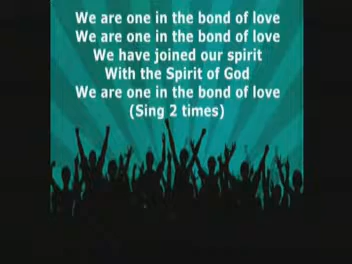 We are one in the bond of love
We are one in the bond of love
We have joined our spirit
With the Spirit of God
We are one in the bond of love
(Sing 2 times)